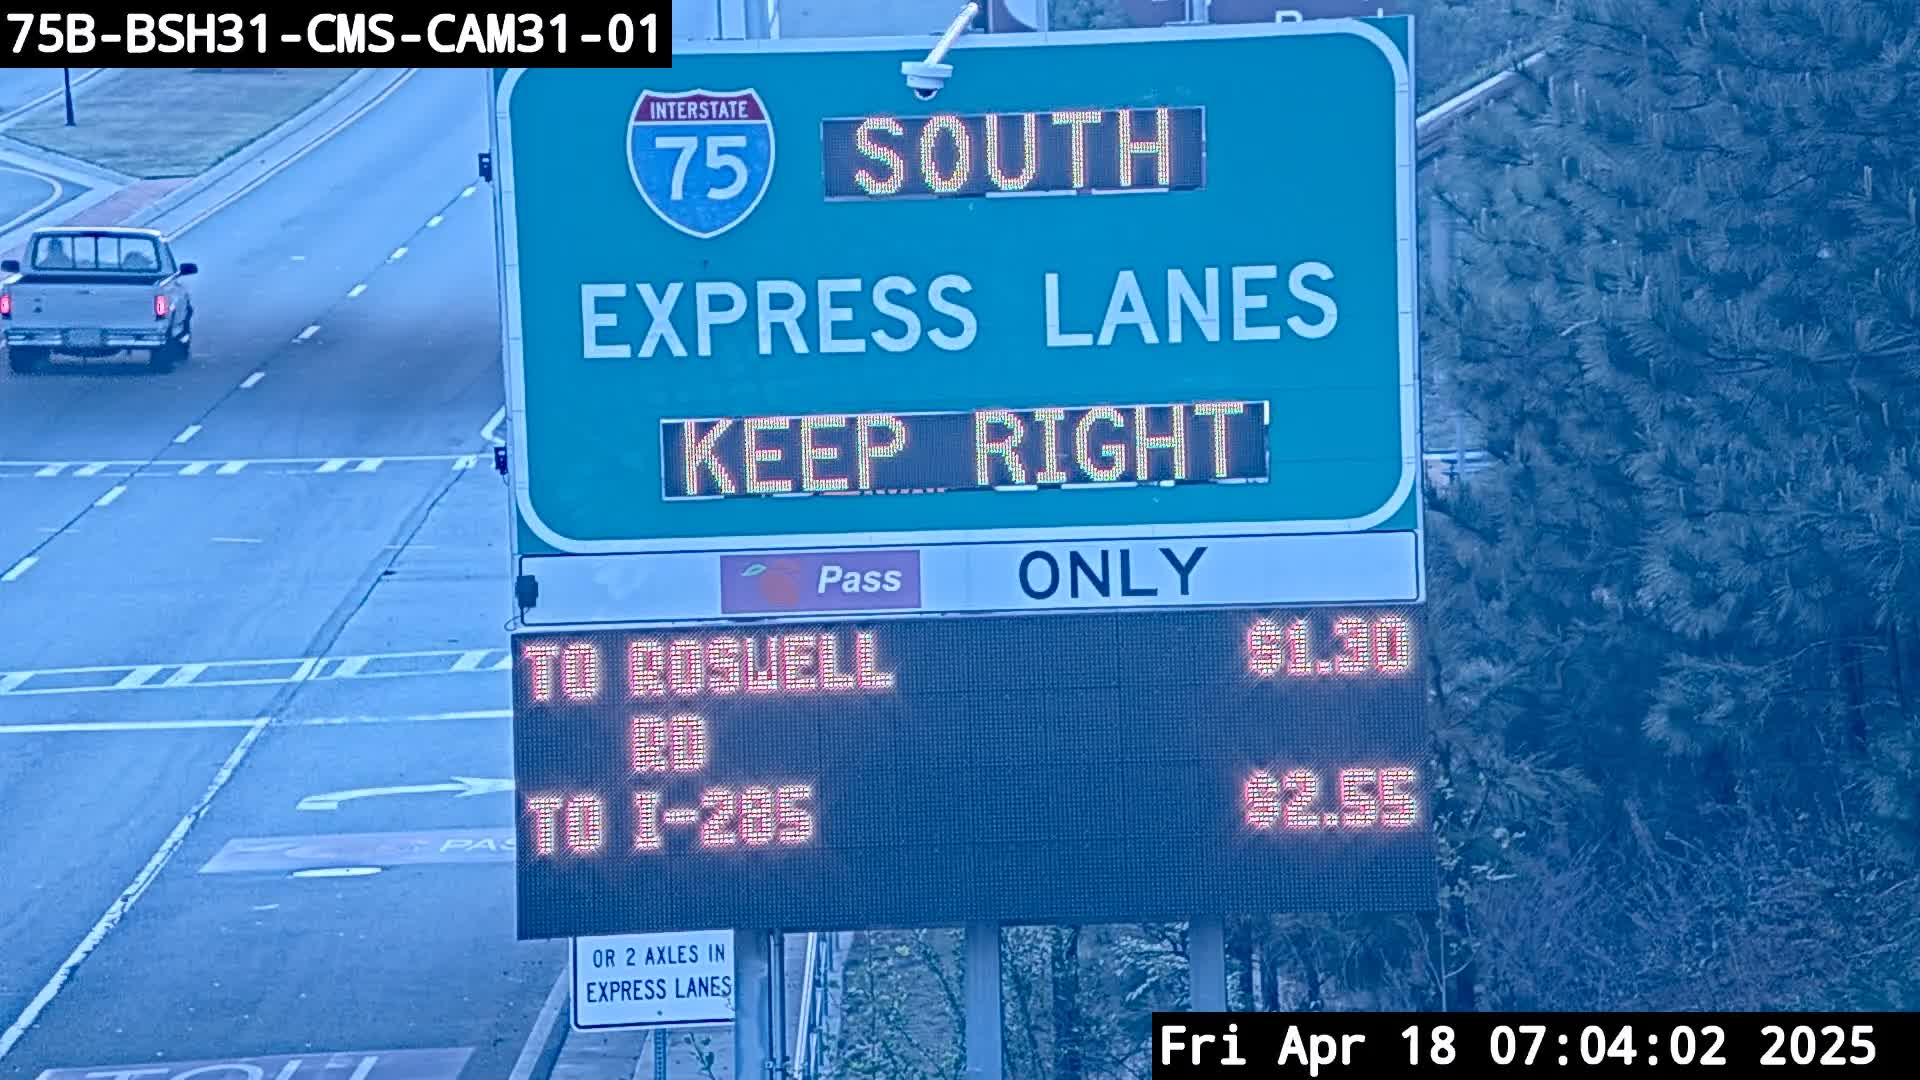 75B-BSH31-CMS-CAM31-01
INTERSTATE
75
SOUTH
EXPRESS LANES
KEEP RIGHT
Pass ONLY
TO ROSWELL $1.30
RD
TO I-285 $2.55
OR 2 AXLES IN
EXPRESS LANES
Fri Apr 18 07:04:02 2025